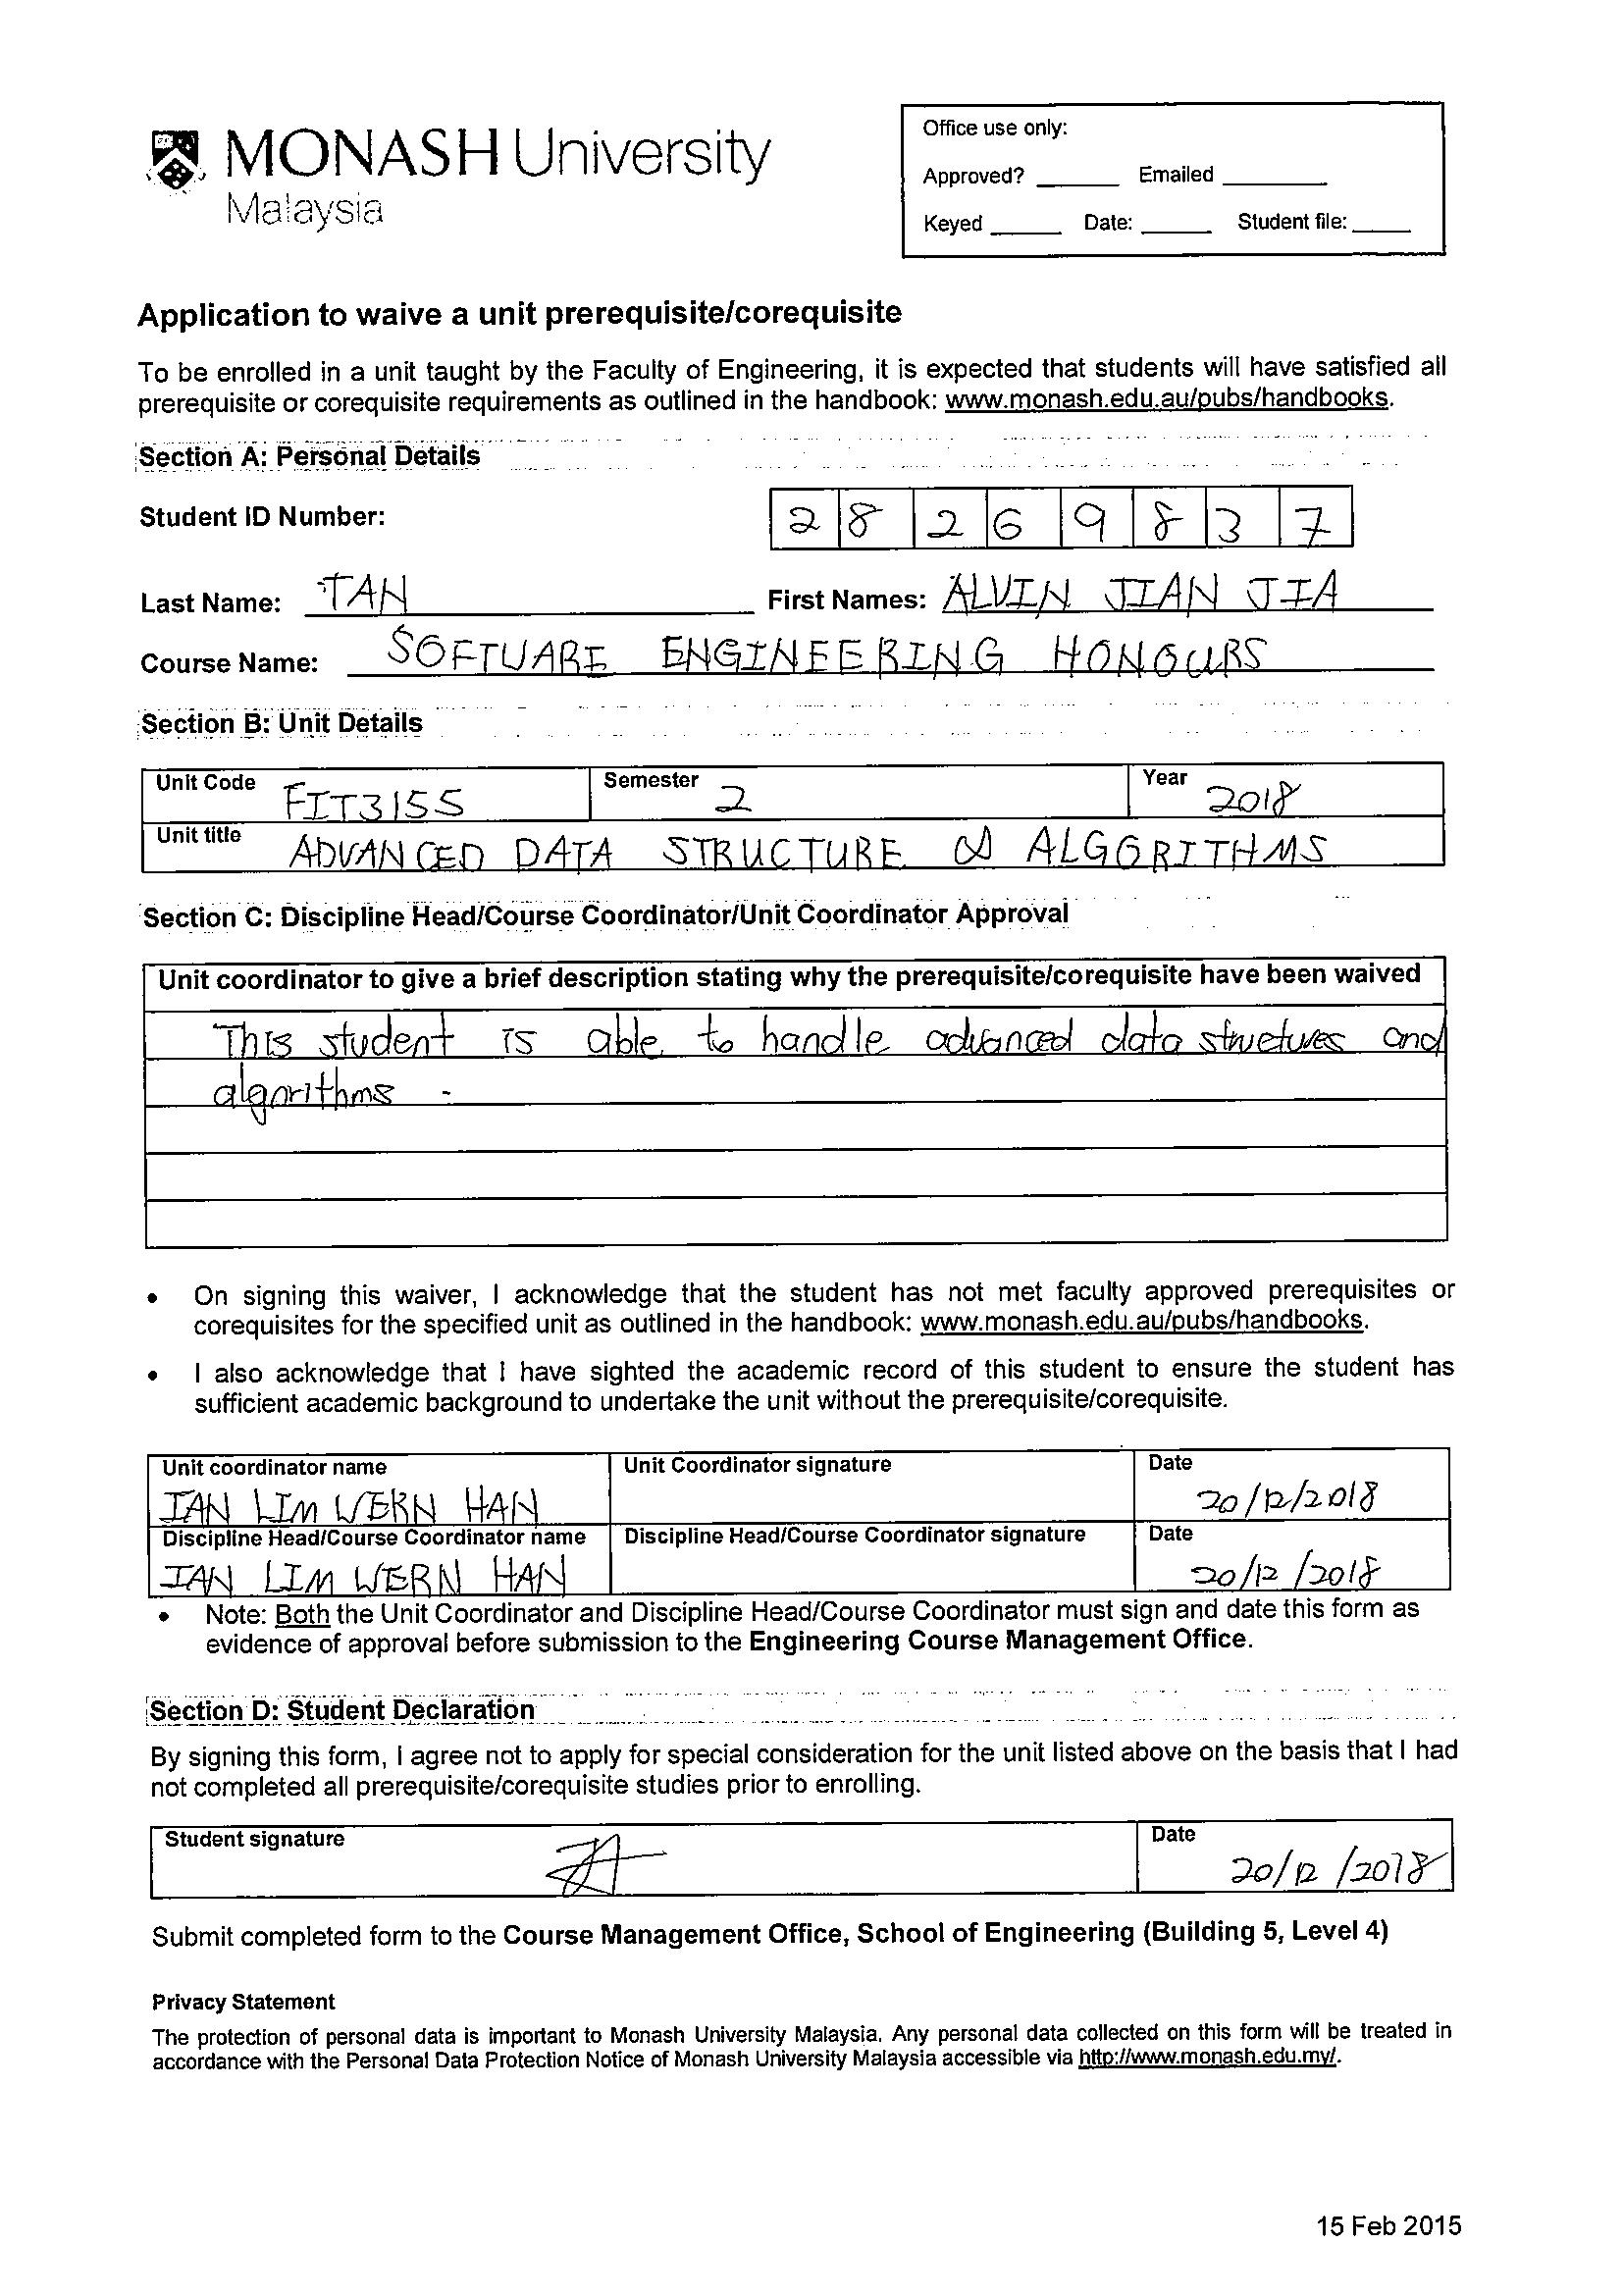 MONASH University
Malaysia
Office use only:
Approved? ______ Emailed ______
Keyed ______ Date: ______ Student file: ______
Application to waive a unit prerequisite/corequisite
To be enrolled in a unit taught by the Faculty of Engineering, it is expected that students will have satisfied all
prerequisite or corequisite requirements as outlined in the handbook: www.monash.edu.au/pubs/handbooks.
Section A: Personal Details
Student ID Number: 2 8 2 6 9 8 3 7
Last Name: TAN First Names: ALVIN JIAN JIA
Course Name: SOFTWARE ENGINEERING HONOURS
Section B: Unit Details
Unit Code FIT3155 Semester 2 Year 2018
Unit title ADVANCED DATA STRUCTURE & ALGORITHMS
Section C: Discipline Head/Course Coordinator/Unit Coordinator Approval
Unit coordinator to give a brief description stating why the prerequisite/corequisite have been waived
This student is able to handle advanced data structures and
algorithms.
• On signing this waiver, I acknowledge that the student has not met faculty approved prerequisites or
corequisites for the specified unit as outlined in the handbook: www.monash.edu.au/pubs/handbooks.
• I also acknowledge that I have sighted the academic record of this student to ensure the student has
sufficient academic background to undertake the unit without the prerequisite/corequisite.
Unit coordinator name Unit Coordinator signature Date
IAN LIM WERN HAN 20/12/2018
Discipline Head/Course Coordinator name Discipline Head/Course Coordinator signature Date
IAN LIM WERN HAN 20/12/2018
• Note: Both the Unit Coordinator and Discipline Head/Course Coordinator must sign and date this form as
evidence of approval before submission to the Engineering Course Management Office.
Section D: Student Declaration
By signing this form, I agree not to apply for special consideration for the unit listed above on the basis that I had
not completed all prerequisite/corequisite studies prior to enrolling.
Student signature Date
20/12/2018
Submit completed form to the Course Management Office, School of Engineering (Building 5, Level 4)
Privacy Statement
The protection of personal data is important to Monash University Malaysia. Any personal data collected on this form will be treated in
accordance with the Personal Data Protection Notice of Monash University Malaysia accessible via http://www.monash.edu.my/.
15 Feb 2015